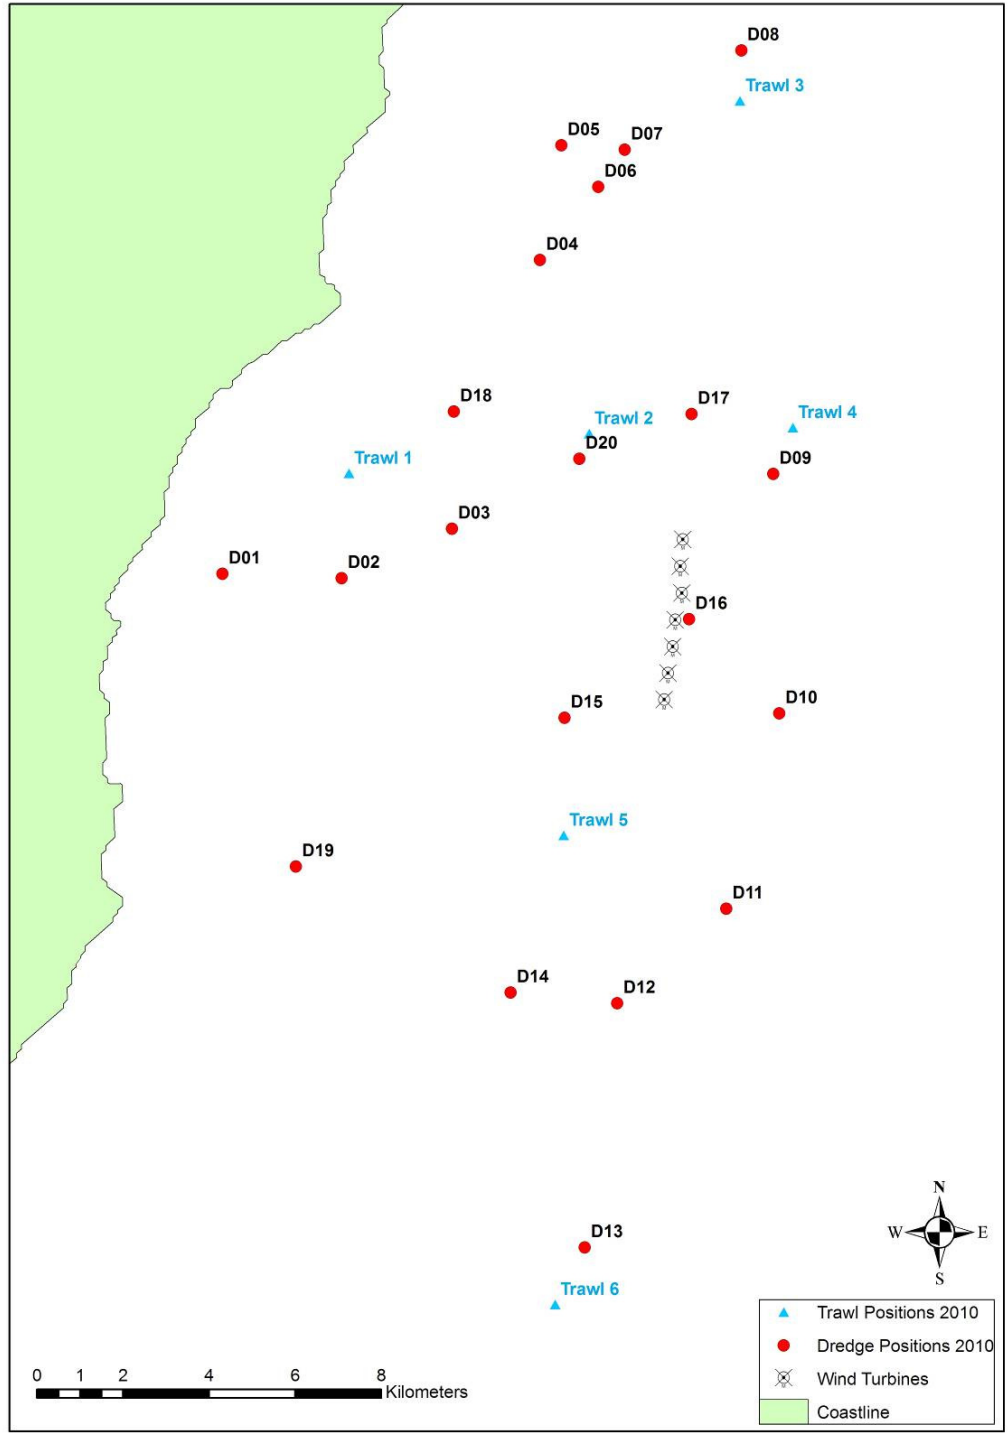 D08
Trawl 3
D05
D07
D06
D04
D18
D17
Trawl 2
Trawl 4
D20
Trawl 1
D09
D03
D01
D02
D16
D15
D10
Trawl 5
D19
D11
D14
D12
N
W E
S
D13
Trawl 6
Trawl Positions 2010
Dredge Positions 2010
Wind Turbines
Coastline
0 1 2 4 6 8
Kilometers